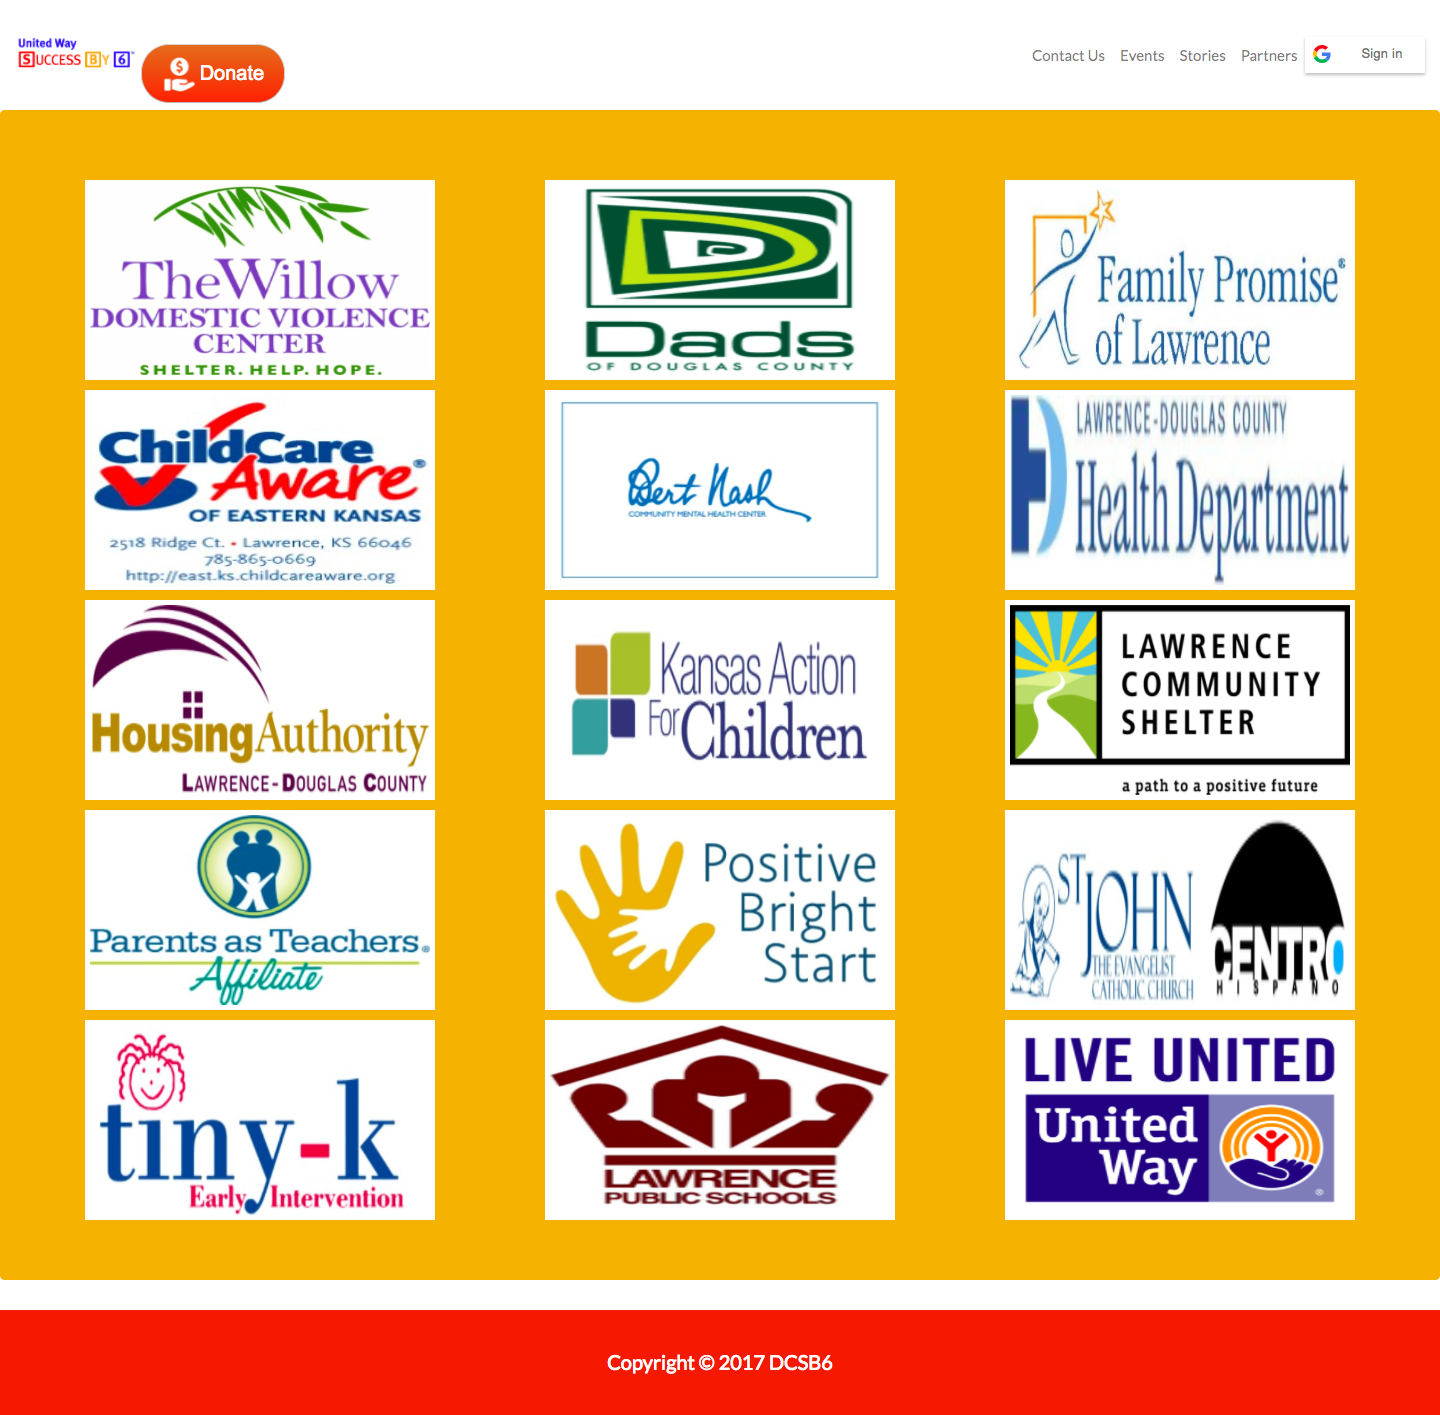 United Way
SUCCESS BY 6
Donate
Contact Us Events Stories Partners Sign in
The Willow
DOMESTIC VIOLENCE
CENTER
SHELTER. HELP. HOPE.
Dads
OF DOUGLAS COUNTY
Family Promise®
of Lawrence
ChildCare
Aware®
OF EASTERN KANSAS
2518 Ridge Ct. • Lawrence, KS 66046
785-865-0669
http://east.ks.childcareaware.org
Bert Nash
COMMUNITY MENTAL HEALTH CENTER
LAWRENCE-DOUGLAS COUNTY
Health Department
Housing Authority
LAWRENCE-DOUGLAS COUNTY
Kansas Action
For Children
LAWRENCE
COMMUNITY
SHELTER
a path to a positive future
Parents as Teachers®
Affiliate
Positive
Bright
Start
ST JOHN
THE EVANGELIST
CATHOLIC CHURCH
CENTRO
HISPANO
tiny-k
Early Intervention
LAWRENCE
PUBLIC SCHOOLS
LIVE UNITED
United
Way
®
Copyright © 2017 DCSB6